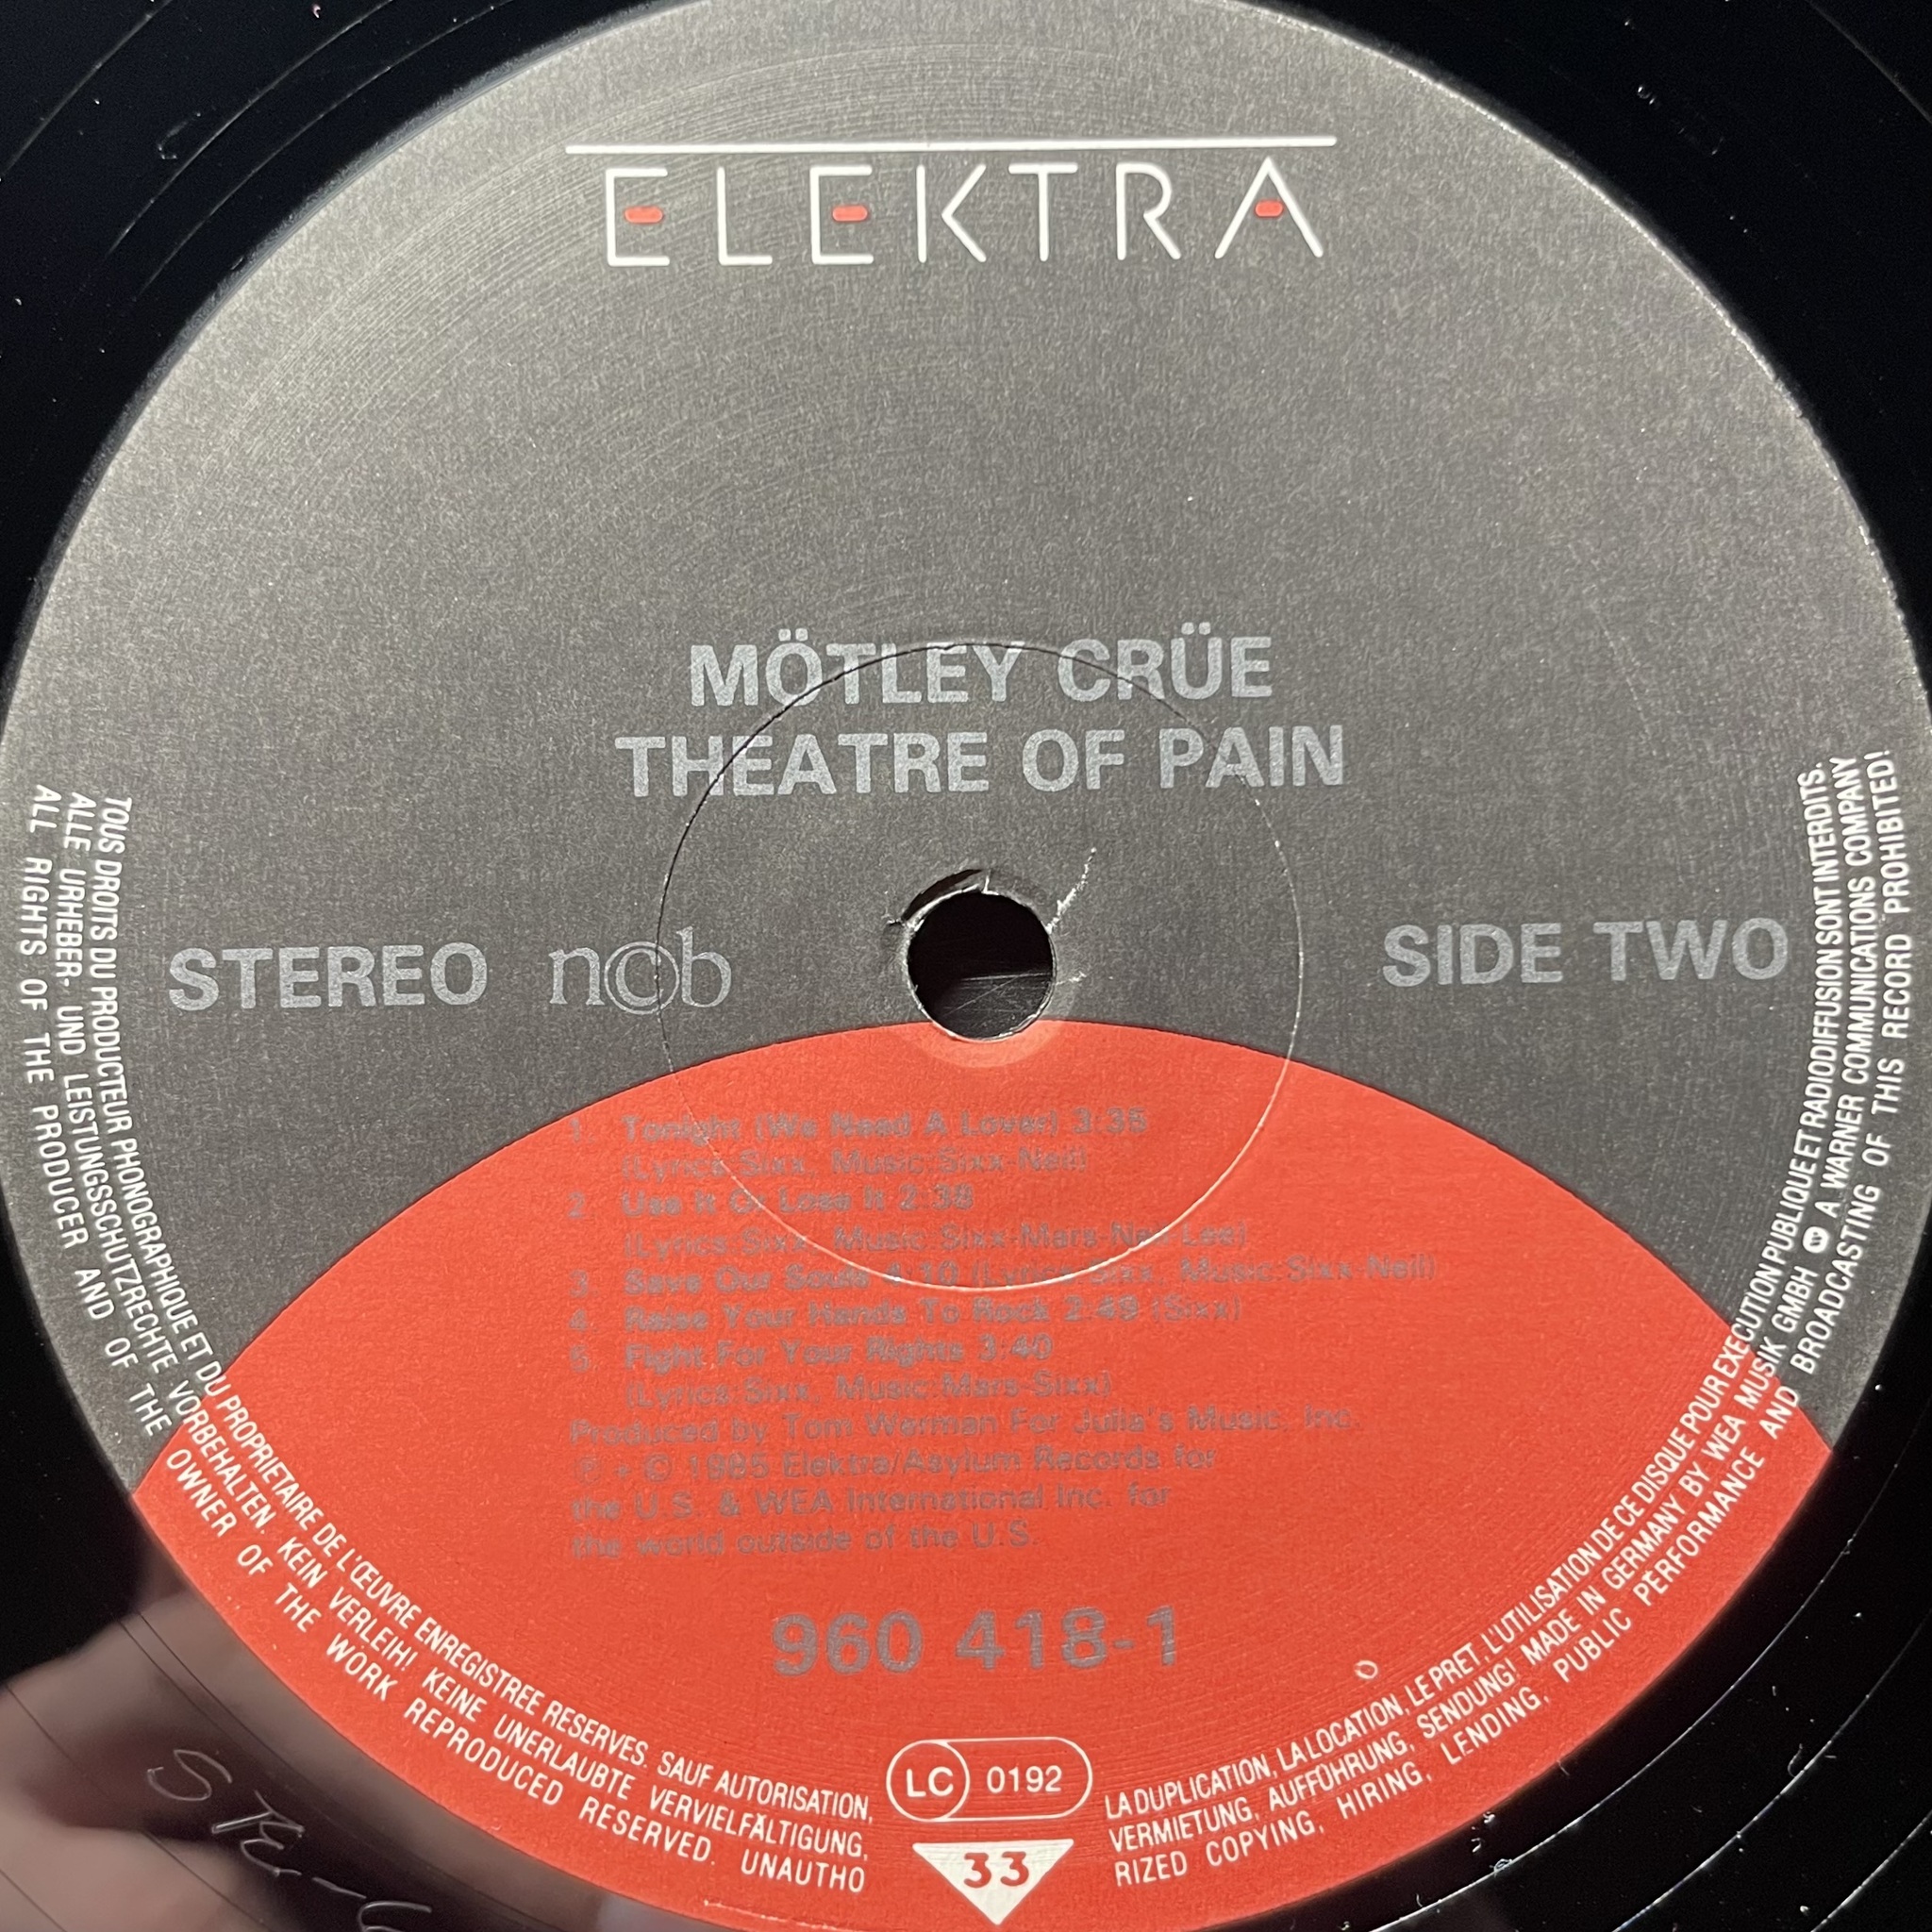 ELEKTRA
MÖTLEY CRÜE
THEATRE OF PAIN
STEREO n©b
SIDE TWO
1. Tonight (We Need A Lover) 3:35
(Lyrics:Sixx, Music:Sixx-Neil)
2. Use It Or Lose It 2:38
(Lyrics:Sixx, Music:Sixx-Mars-Neil-Lee)
3. Save Our Souls 4:10 (Lyrics:Sixx, Music:Sixx-Neil)
4. Raise Your Hands To Rock 2:49 (Sixx)
5. Fight For Your Rights 3:40
(Lyrics:Sixx, Music:Mars-Sixx)
Produced by Tom Werman For Julia's Music, Inc.
℗ + © 1985 Elektra/Asylum Records for
the U.S. & WEA International Inc. for
the world outside of the U.S.
960 418-1
LC 0192
33
TOUS DROITS DU PRODUCTEUR PHONOGRAPHIQUE ET DU PROPRIETAIRE DE L'ŒUVRE ENREGISTREE RESERVES. SAUF AUTORISATION, LA DUPLICATION, LA LOCATION, LE PRET, L'UTILISATION DE CE DISQUE POUR EXECUTION PUBLIQUE ET RADIODIFFUSION SONT INTERDITS.
ALLE URHEBER- UND LEISTUNGSSCHUTZRECHTE VORBEHALTEN. KEIN VERLEIH! KEINE UNERLAUBTE VERVIELFÄLTIGUNG, VERMIETUNG, AUFFÜHRUNG, SENDUNG! MADE IN GERMANY BY WEA MUSIK GMBH A WARNER COMMUNICATIONS COMPANY
ALL RIGHTS OF THE PRODUCER AND OF THE OWNER OF THE WORK REPRODUCED RESERVED. UNAUTHO RIZED COPYING, HIRING, LENDING, PUBLIC PERFORMANCE AND BROADCASTING OF THIS RECORD PROHIBITED!